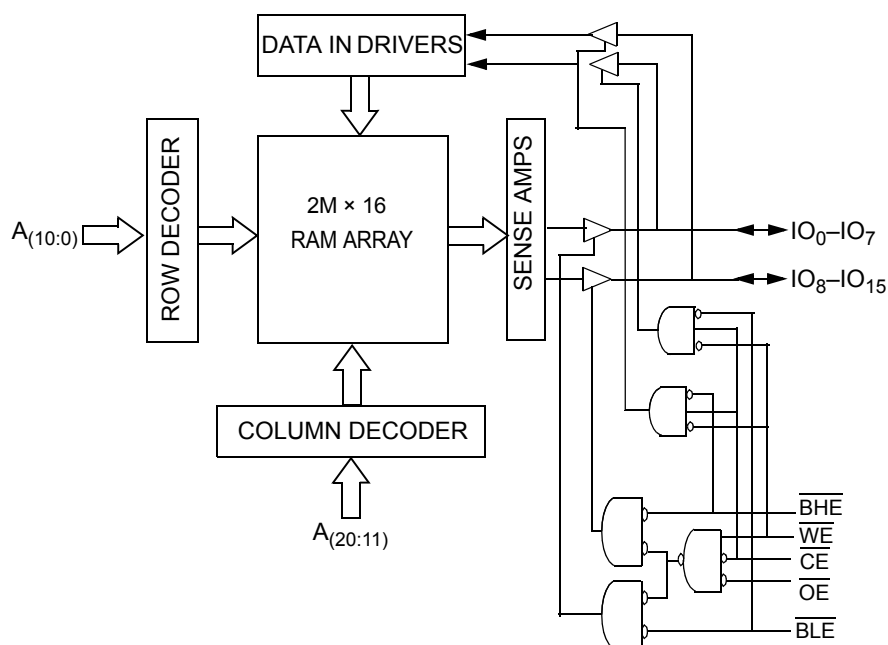 DATA IN DRIVERS
ROW DECODER
2M × 16
RAM ARRAY
SENSE AMPS
A(10:0)
IO0–IO7
IO8–IO15
COLUMN DECODER
A(20:11)
BHE
WE
CE
OE
BLE